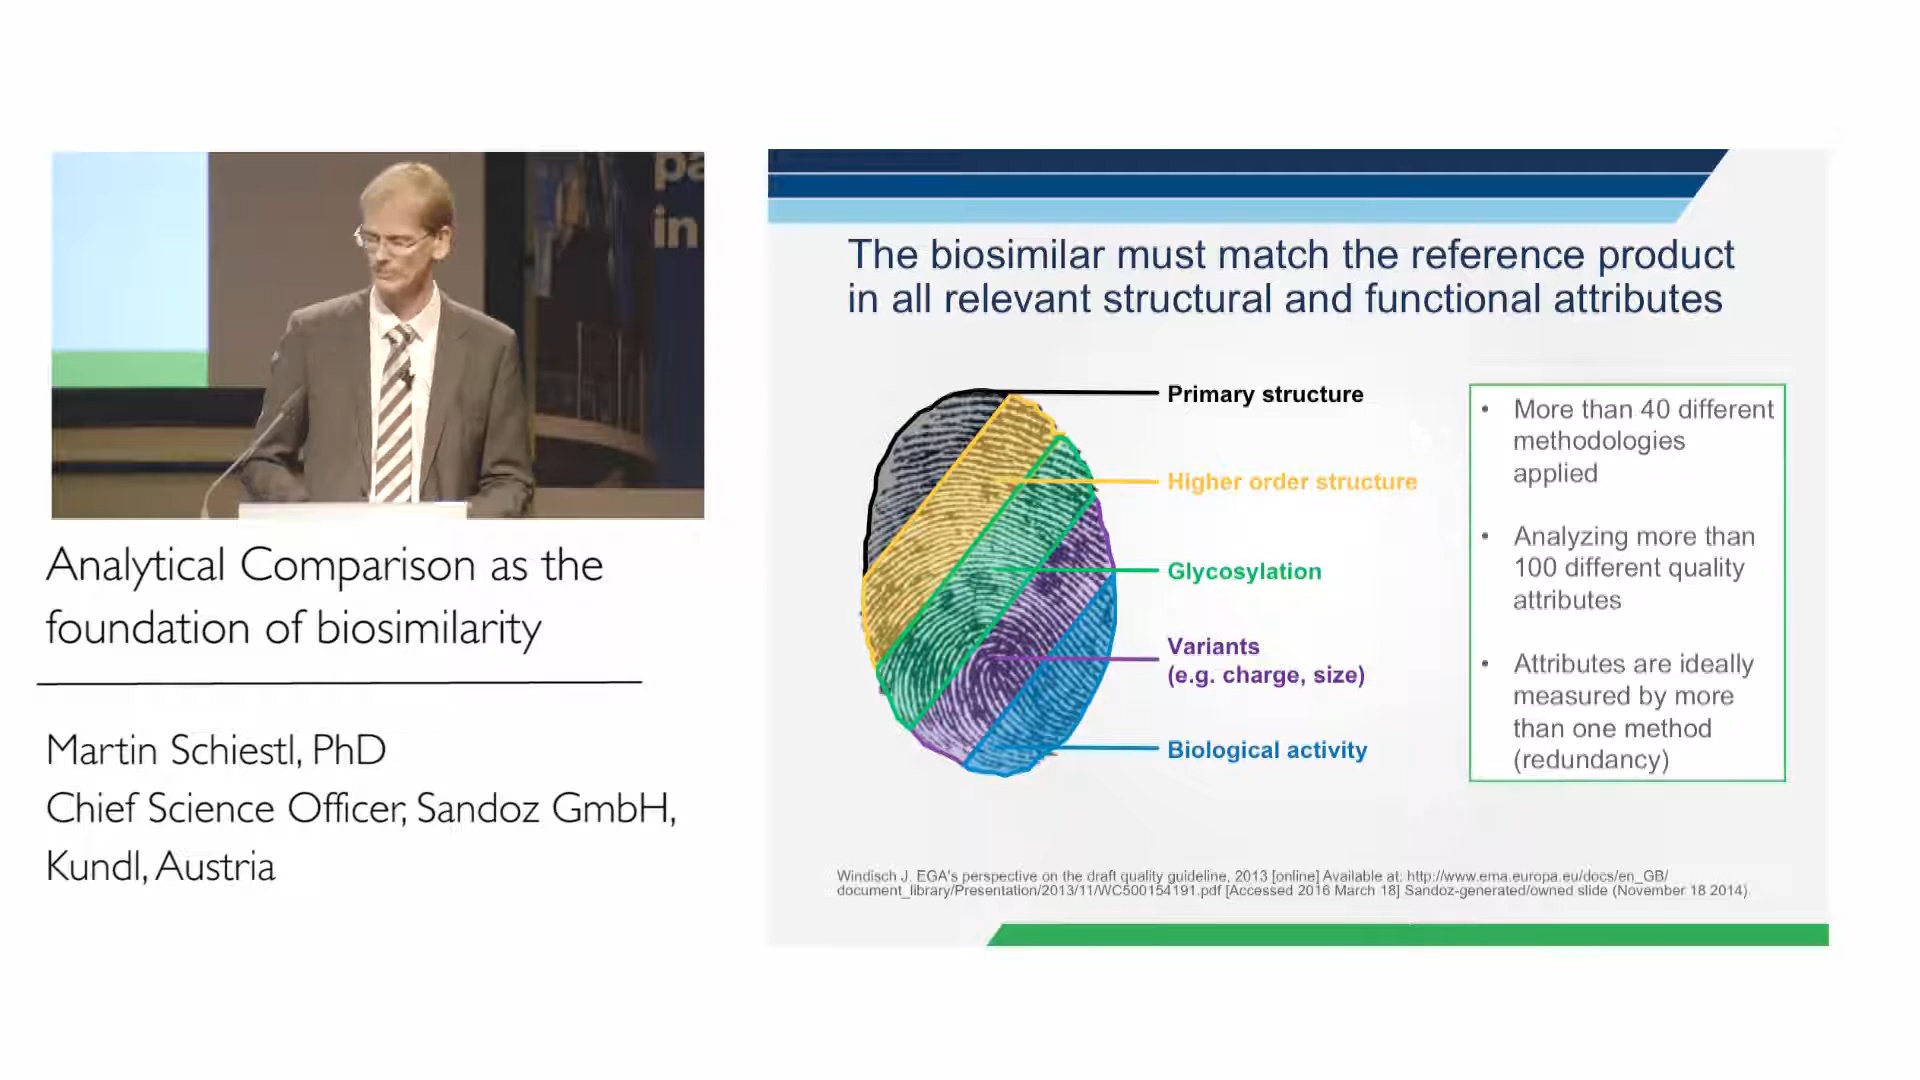 pa
in
Analytical Comparison as the
foundation of biosimilarity
Martin Schiestl, PhD
Chief Science Officer, Sandoz GmbH,
Kundl, Austria
The biosimilar must match the reference product
in all relevant structural and functional attributes
Primary structure
Higher order structure
Glycosylation
Variants
(e.g. charge, size)
Biological activity
• More than 40 different
methodologies
applied
• Analyzing more than
100 different quality
attributes
• Attributes are ideally
measured by more
than one method
(redundancy)
Windisch J. EGA's perspective on the draft quality guideline, 2013 [online] Available at: http://www.ema.europa.eu/docs/en_GB/
document_library/Presentation/2013/11/WC500154191.pdf [Accessed 2016 March 18] Sandoz-generated/owned slide (November 18 2014)